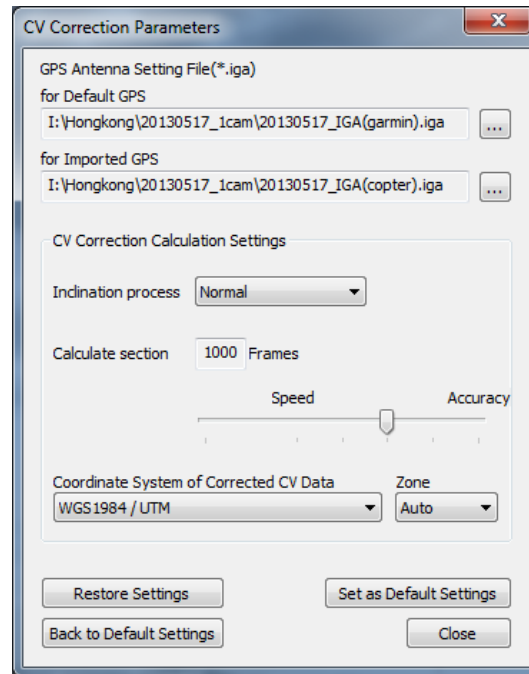 CV Correction Parameters
x
GPS Antenna Setting File(*.iga)
for Default GPS
I:\Hongkong\20130517_1cam\20130517_IGA(garmin).iga ...
for Imported GPS
I:\Hongkong\20130517_1cam\20130517_IGA(copter).iga ...
CV Correction Calculation Settings
Inclination process Normal
Calculate section 1000 Frames
Speed Accuracy
Coordinate System of Corrected CV Data Zone
WGS1984 / UTM Auto
Restore Settings Set as Default Settings
Back to Default Settings Close